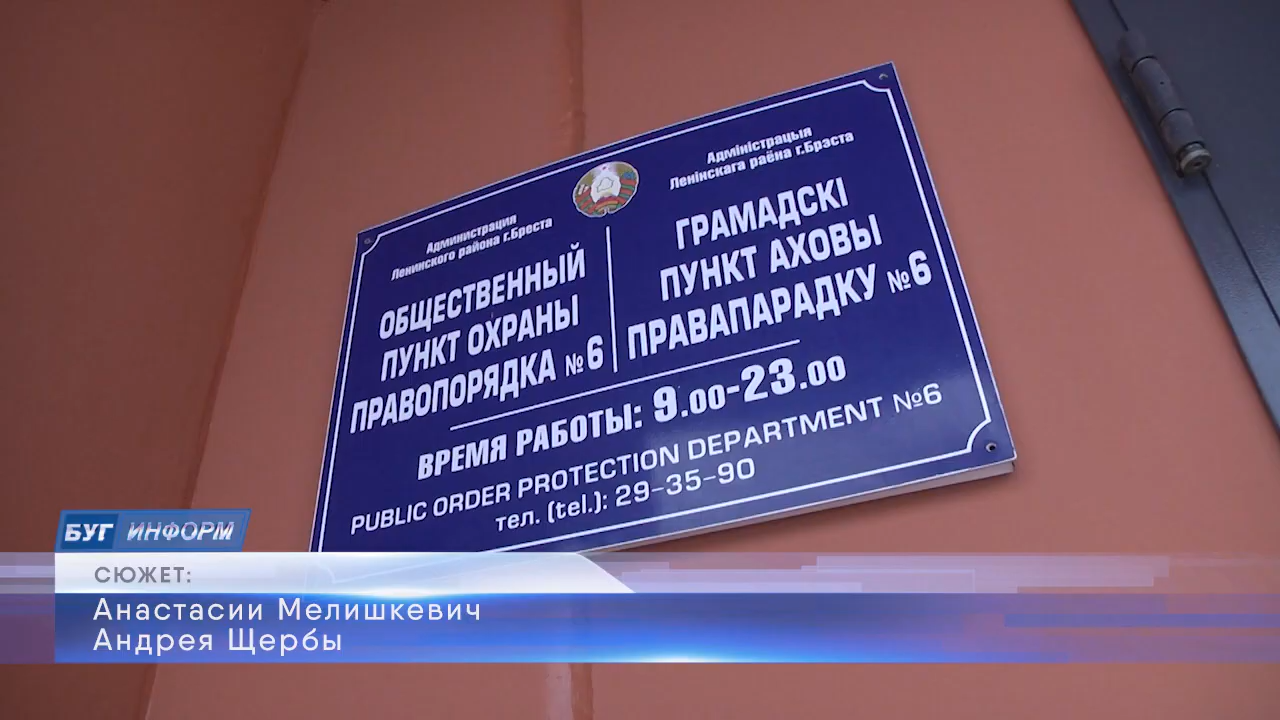 Администрация
Ленинского района г.Бреста
ОБЩЕСТВЕННЫЙ
ПУНКТ ОХРАНЫ
ПРАВОПОРЯДКА №6
Адміністрацыя
Ленінскага раёна г.Брэста
ГРАМАДСКІ
ПУНКТ АХОВЫ
ПРАВАПАРАДКУ №6
ВРЕМЯ РАБОТЫ: 9.00-23.00
PUBLIC ORDER PROTECTION DEPARTMENT №6
тел. (tel.): 29-35-90
БУГ ИНФОРМ
СЮЖЕТ:
Анастасии Мелишкевич
Андрея Щербы